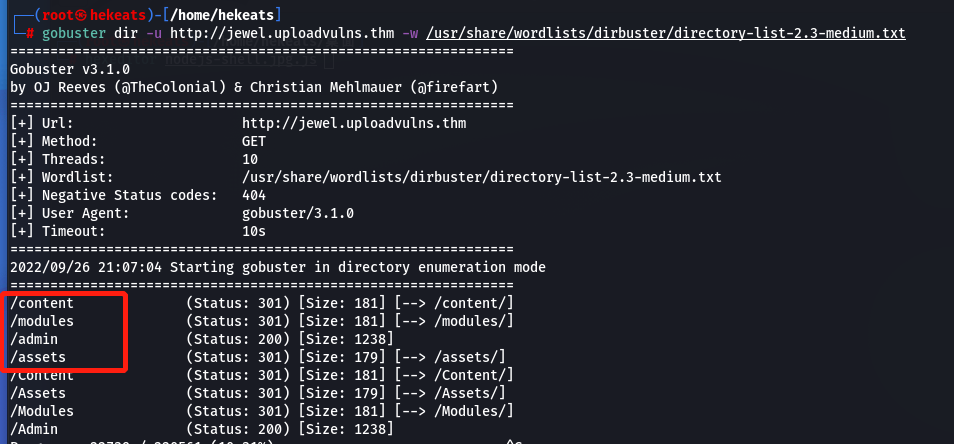 ┌──(root㉿hekeats)-[/home/hekeats]
└─# gobuster dir -u http://jewel.uploadvulns.thm -w /usr/share/wordlists/dirbuster/directory-list-2.3-medium.txt
===============================================================
Gobuster v3.1.0
by OJ Reeves (@TheColonial) & Christian Mehlmauer (@firefart)
===============================================================
[+] Url:                     http://jewel.uploadvulns.thm
[+] Method:                  GET
[+] Threads:                 10
[+] Wordlist:                /usr/share/wordlists/dirbuster/directory-list-2.3-medium.txt
[+] Negative Status codes:   404
[+] User Agent:              gobuster/3.1.0
[+] Timeout:                 10s
===============================================================
2022/09/26 21:07:04 Starting gobuster in directory enumeration mode
===============================================================
/content              (Status: 301) [Size: 181] [--> /content/]
/modules              (Status: 301) [Size: 181] [--> /modules/]
/admin                (Status: 200) [Size: 1238]
/assets               (Status: 301) [Size: 179] [--> /assets/]
/Content              (Status: 301) [Size: 181] [--> /Content/]
/Assets               (Status: 301) [Size: 179] [--> /Assets/]
/Modules              (Status: 301) [Size: 181] [--> /Modules/]
/Admin                (Status: 200) [Size: 1238]